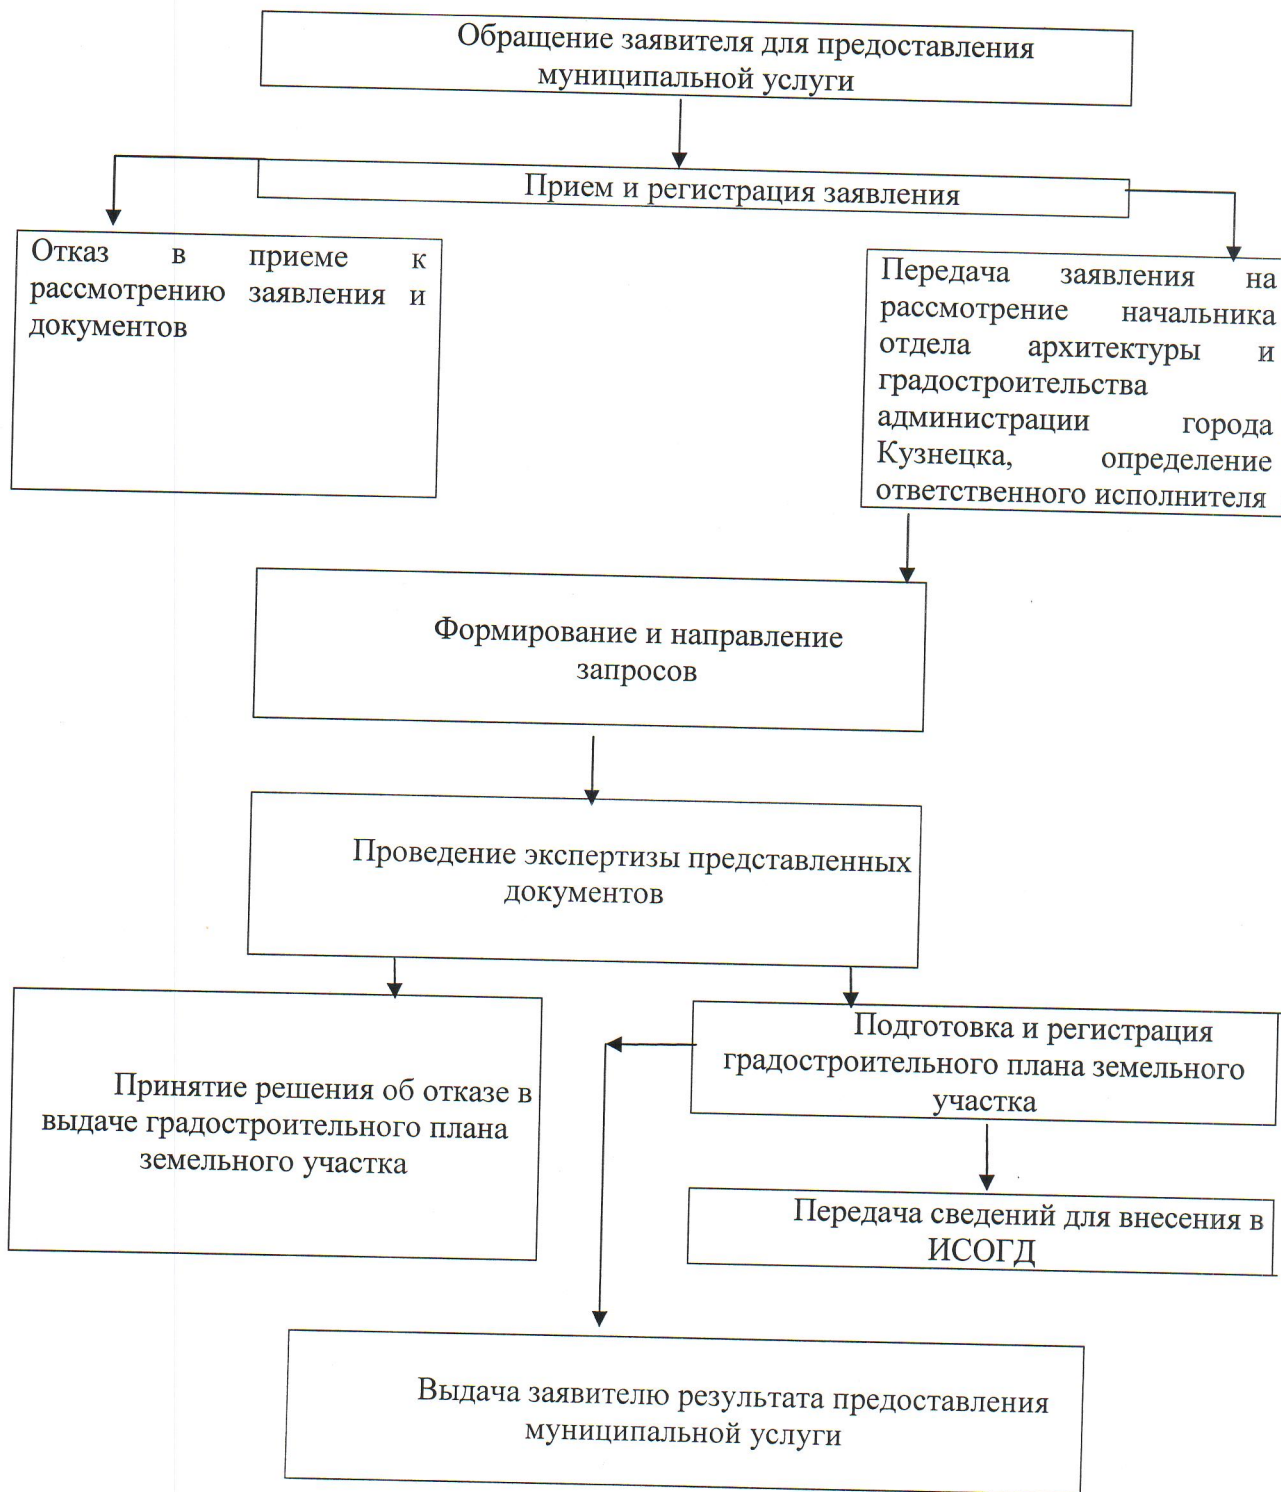 Обращение заявителя для предоставления
муниципальной услуги
Прием и регистрация заявления
Отказ в приеме к
рассмотрению заявления и
документов
Передача заявления на
рассмотрение начальника
отдела архитектуры и
градостроительства
администрации города
Кузнецка, определение
ответственного исполнителя
Формирование и направление
запросов
Проведение экспертизы представленных
документов
Принятие решения об отказе в
выдаче градостроительного плана
земельного участка
Подготовка и регистрация
градостроительного плана земельного
участка
Передача сведений для внесения в
ИСОГД
Выдача заявителю результата предоставления
муниципальной услуги